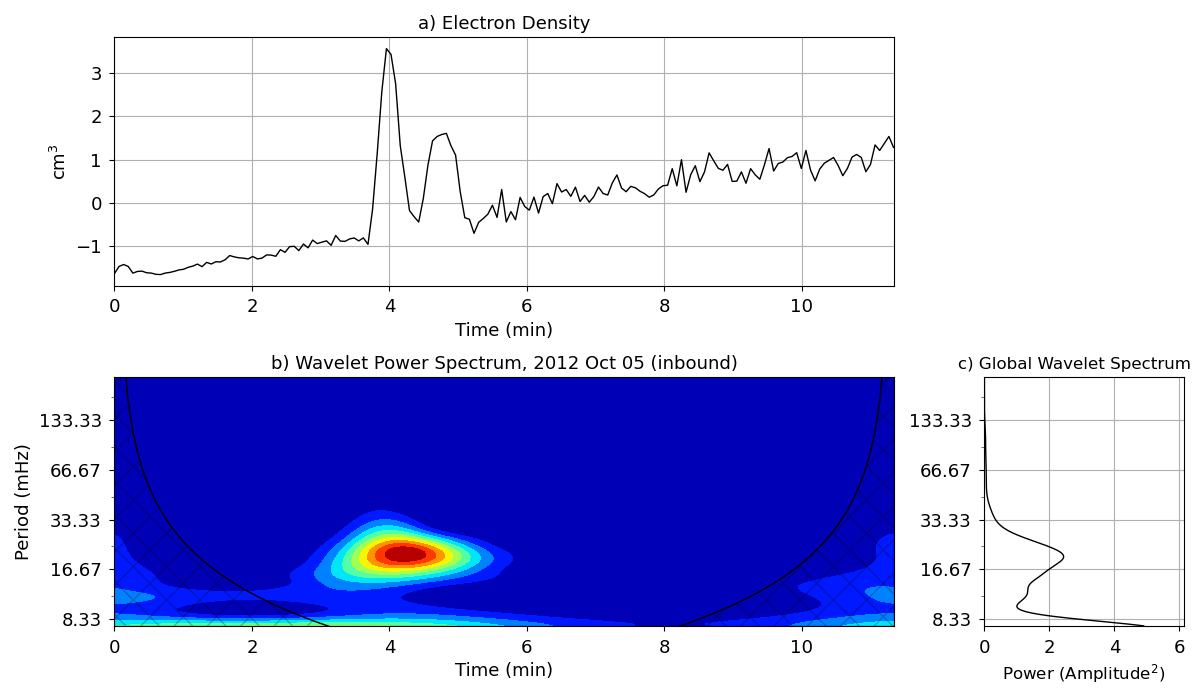 a) Electron Density
cm³
3
2
1
0
−1
0 2 4 6 8 10
Time (min)
b) Wavelet Power Spectrum, 2012 Oct 05 (inbound)
Period (mHz)
133.33
66.67
33.33
16.67
8.33
0 2 4 6 8 10
Time (min)
c) Global Wavelet Spectrum
133.33
66.67
33.33
16.67
8.33
0 2 4 6
Power (Amplitude²)